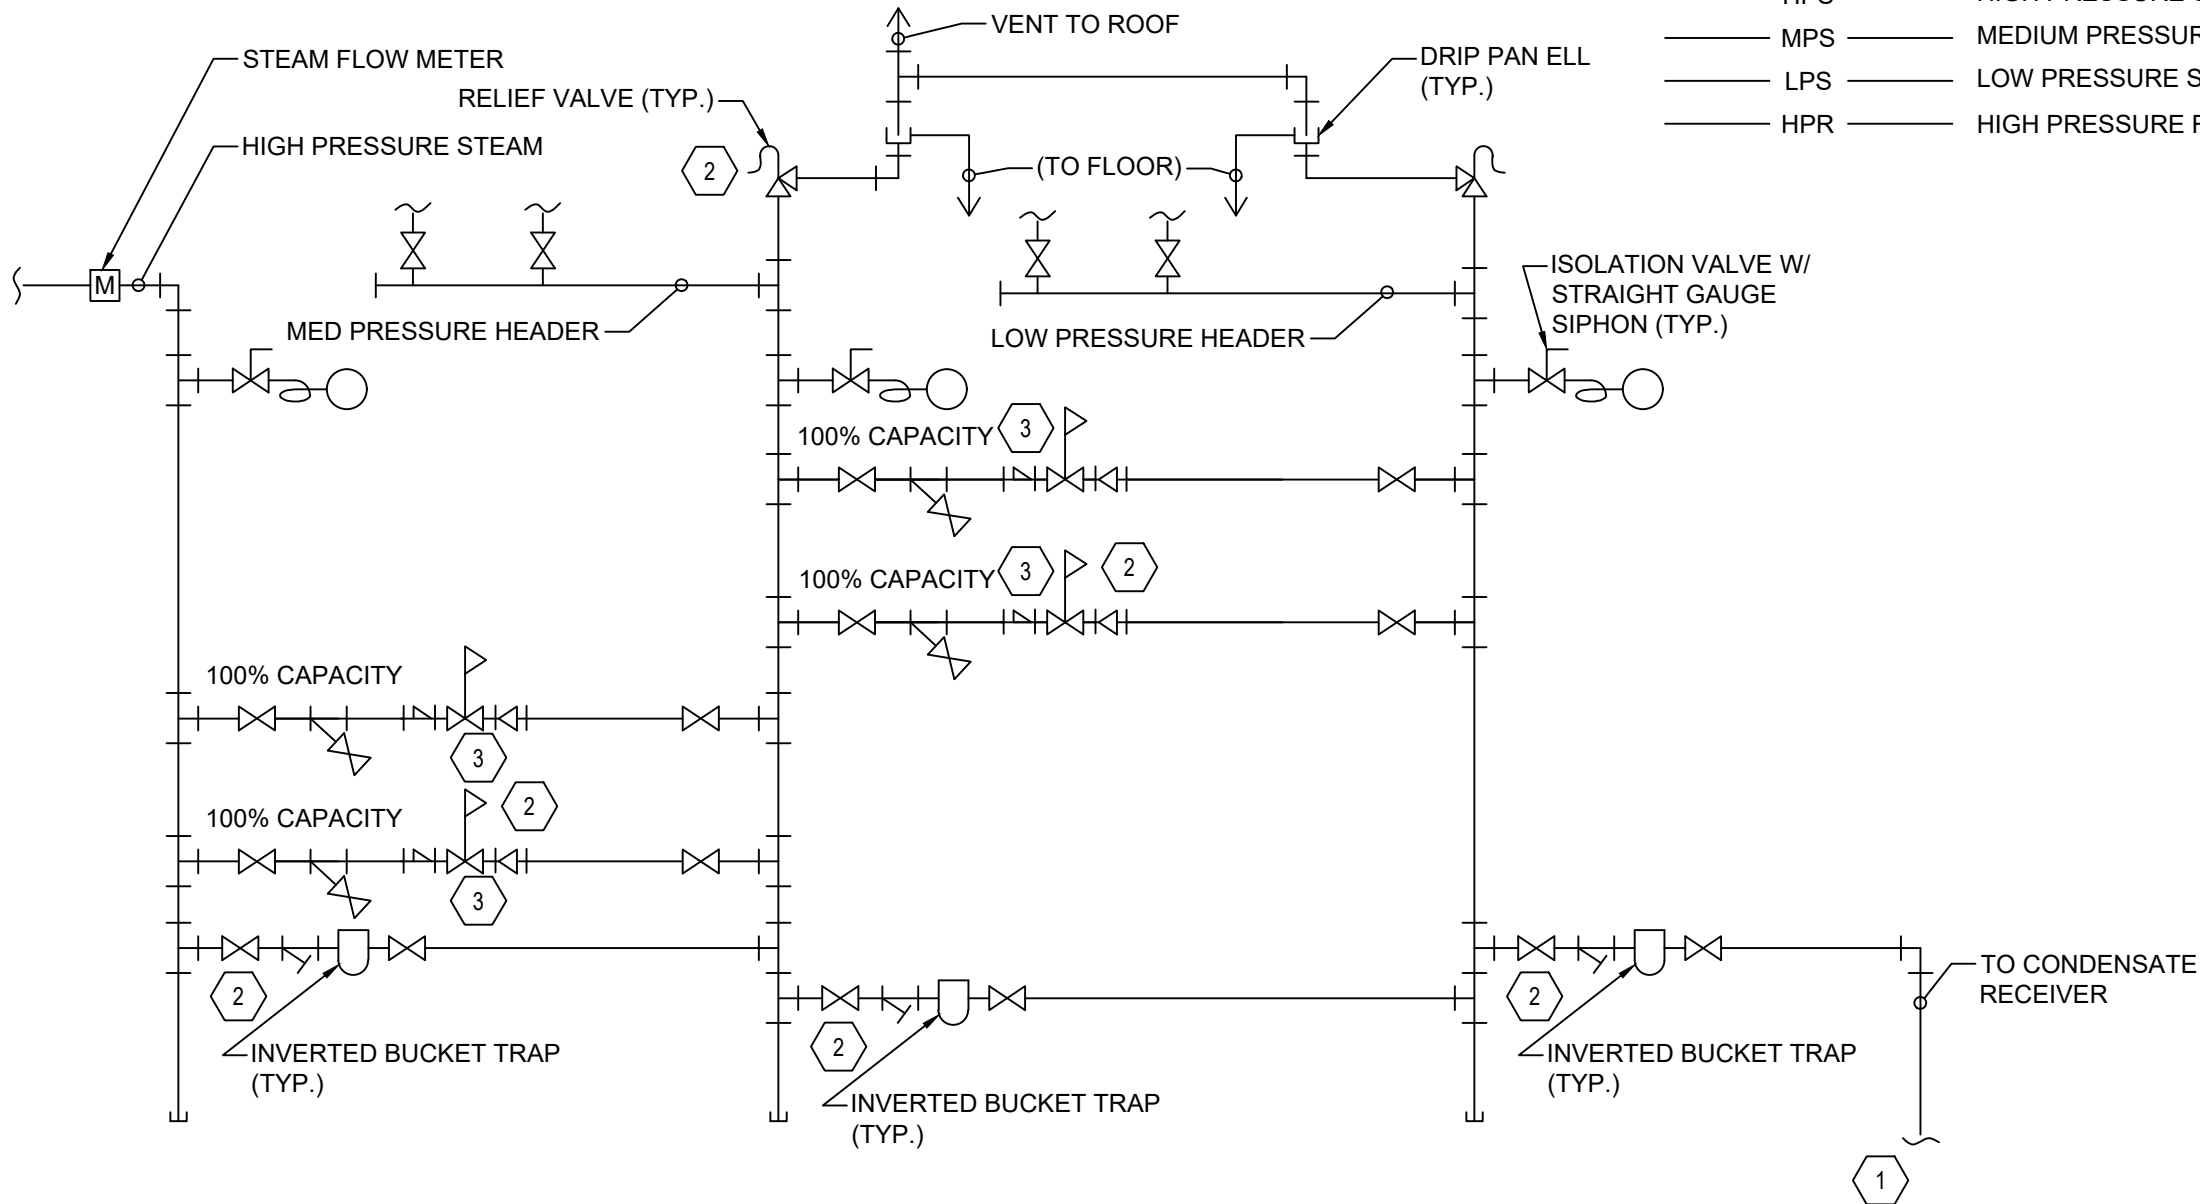 HPS
MPS
MEDIUM PRESSUR
LPS
LOW PRESSURE S
HPR
HIGH PRESSURE
VENT TO ROOF
STEAM FLOW METER
DRIP PAN ELL
(TYP.)
RELIEF VALVE (TYP.)
HIGH PRESSURE STEAM
2
(TO FLOOR)
ISOLATION VALVE W/
STRAIGHT GAUGE
SIPHON (TYP.)
M
MED PRESSURE HEADER
LOW PRESSURE HEADER
100% CAPACITY
3
100% CAPACITY
3
2
100% CAPACITY
3
100% CAPACITY
2
3
2
INVERTED BUCKET TRAP
(TYP.)
2
INVERTED BUCKET TRAP
(TYP.)
2
INVERTED BUCKET TRAP
(TYP.)
TO CONDENSATE
RECEIVER
1